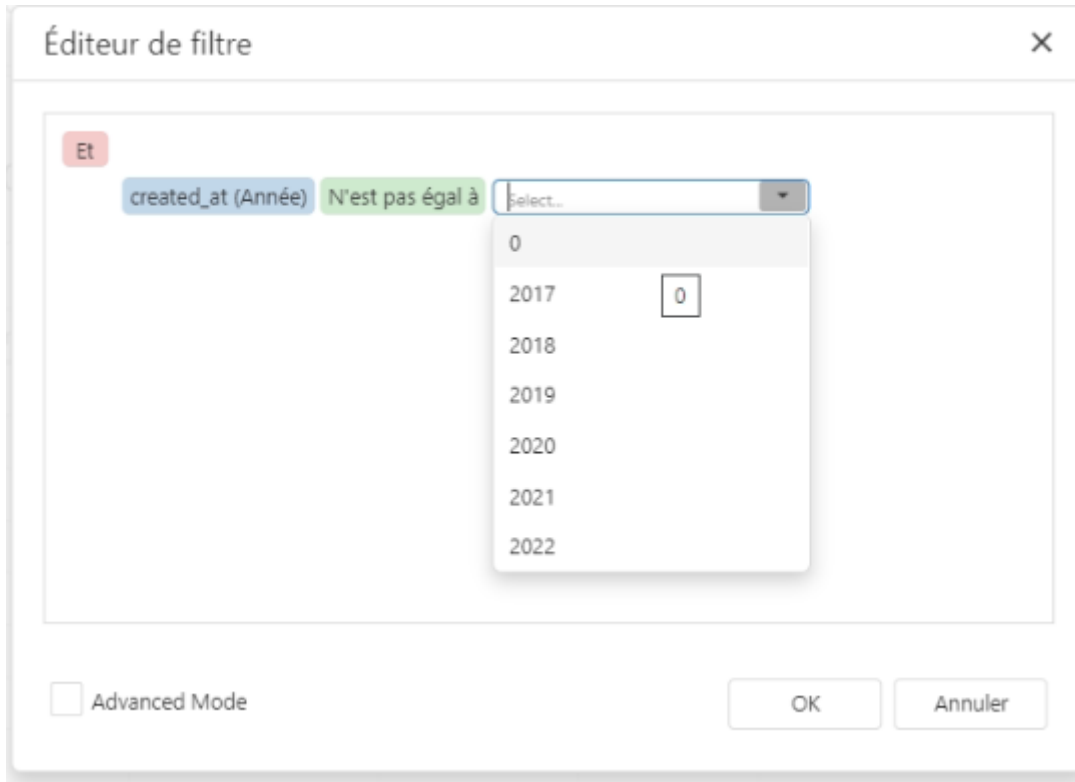 Éditeur de filtre
Et
created_at (Année) N'est pas égal à Select...
0
2017 0
2018
2019
2020
2021
2022
Advanced Mode OK Annuler